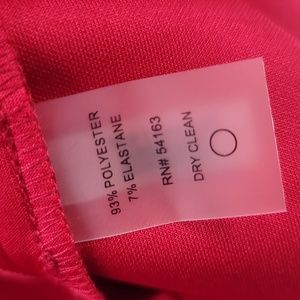 93% POLYESTER
7% ELASTANE
RN# 54163
DRY CLEAN